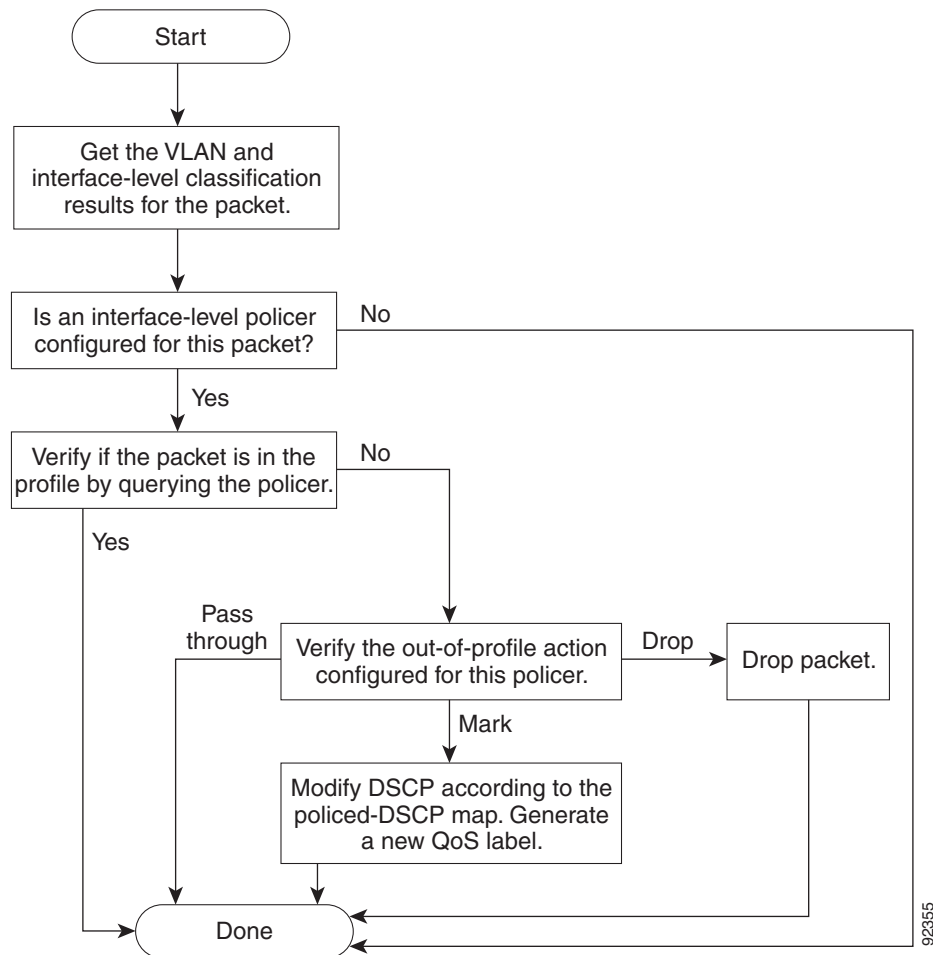 Start
Get the VLAN and
interface-level classification
results for the packet.
Is an interface-level policer
configured for this packet?
No
Yes
Verify if the packet is in the
profile by querying the policer.
No
Yes
Pass
through
Verify the out-of-profile action
configured for this policer.
Drop
Drop packet.
Mark
Modify DSCP according to the
policed-DSCP map. Generate
a new QoS label.
Done
92355